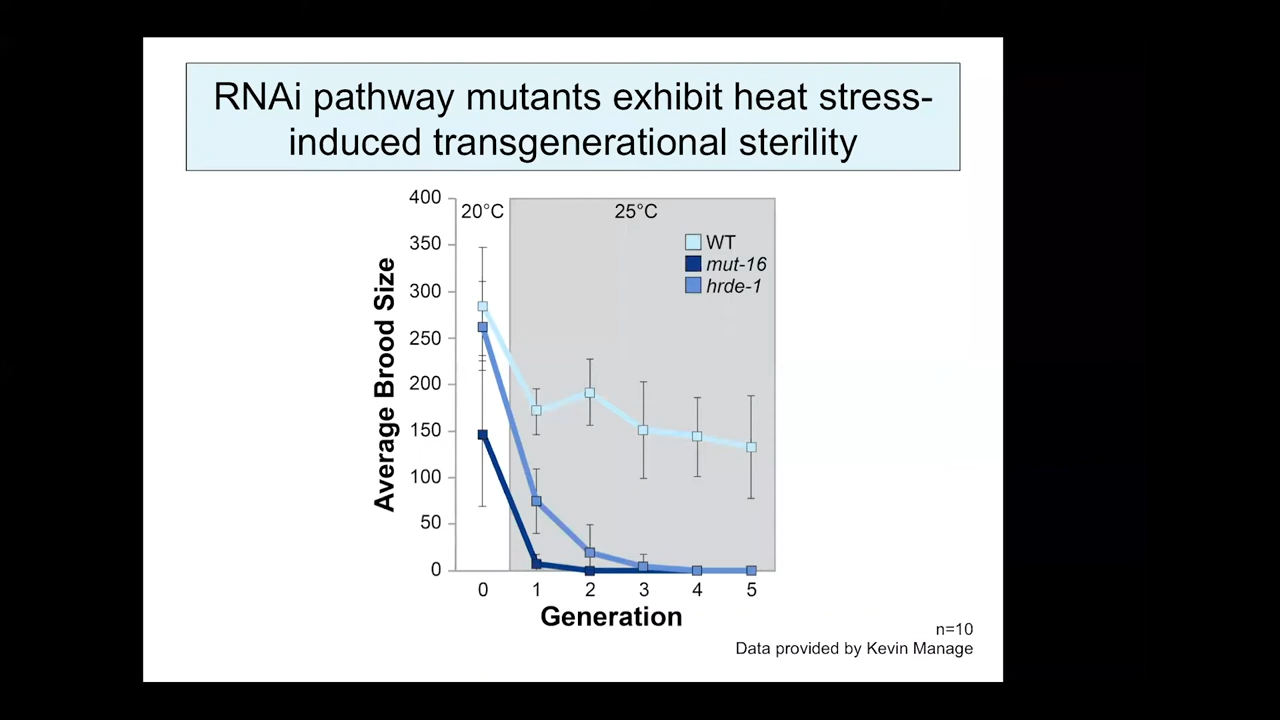 RNAi pathway mutants exhibit heat stress-
induced transgenerational sterility
400
350
300
250
200
150
100
50
0
Average Brood Size
20°C
25°C
WT
mut-16
hrde-1
0 1 2 3 4 5
Generation
n=10
Data provided by Kevin Manage